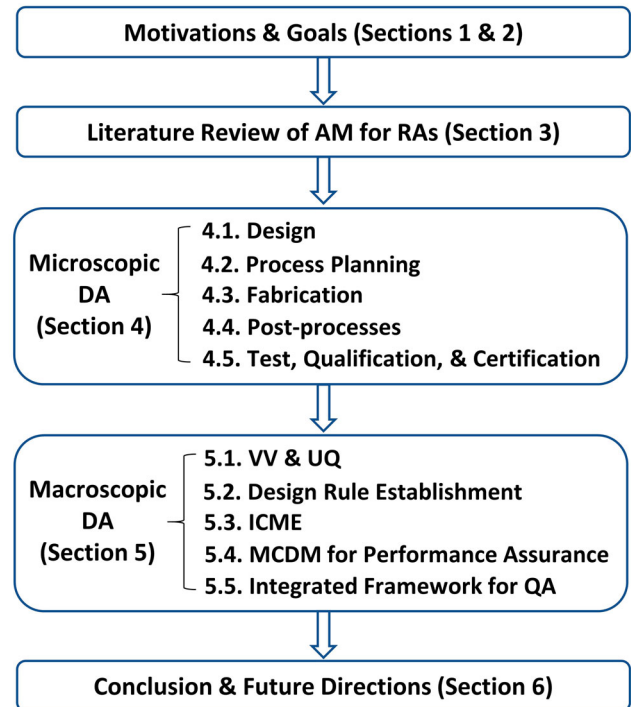 Motivations & Goals (Sections 1 & 2)
Literature Review of AM for RAs (Section 3)
Microscopic
DA
(Section 4)
4.1. Design
4.2. Process Planning
4.3. Fabrication
4.4. Post-processes
4.5. Test, Qualification, & Certification
Macroscopic
DA
(Section 5)
5.1. VV & UQ
5.2. Design Rule Establishment
5.3. ICME
5.4. MCDM for Performance Assurance
5.5. Integrated Framework for QA
Conclusion & Future Directions (Section 6)